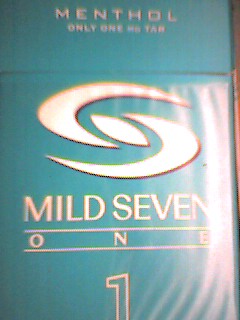 MENTHOL
ONLY ONE MG TAR
MILD SEVEN
O N E
1